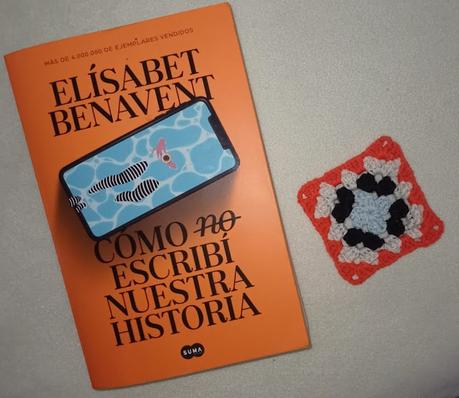 MÁS DE 4.000.000 DE EJEMPLARES VENDIDOS
ELÍSABET
BENAVENT
CÓMO no
ESCRIBÍ
NUESTRA
HISTORIA
SUMA